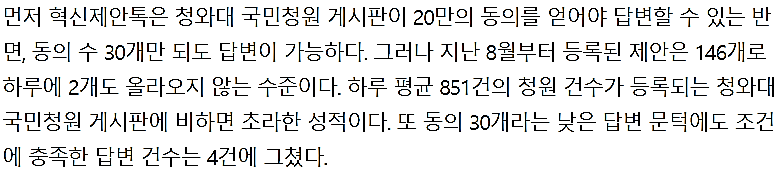 먼저 혁신제안톡은 청와대 국민청원 게시판이 20만의 동의를 얻어야 답변할 수 있는 반
면, 동의 수 30개만 되도 답변이 가능하다. 그러나 지난 8월부터 등록된 제안은 146개로
하루에 2개도 올라오지 않는 수준이다. 하루 평균 851건의 청원 건수가 등록되는 청와대
국민청원 게시판에 비하면 초라한 성적이다. 또 동의 30개라는 낮은 답변 문턱에도 조건
에 충족한 답변 건수는 4건에 그쳤다.